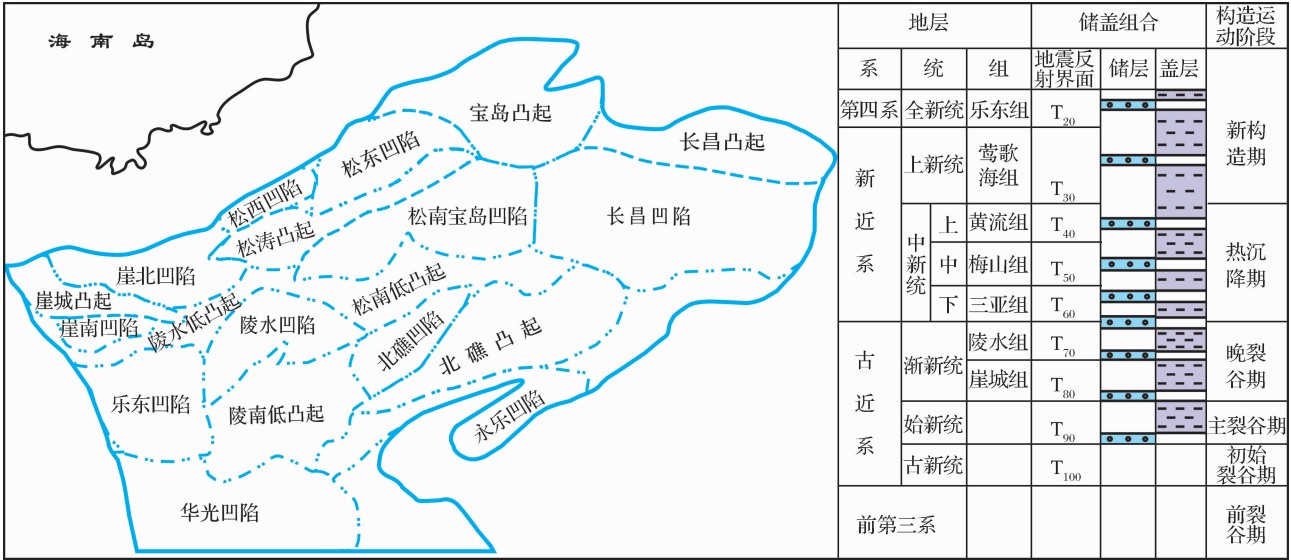 海南岛
宝岛凸起
长昌凸起
松东凹陷
松西凹陷
松涛凸起
松南宝岛凹陷
长昌凹陷
崖北凹陷
崖城凸起
崖南凹陷
陵水低凸起
陵水凹陷
松南低凸起
北礁凹陷
北礁凸起
乐东凹陷
陵南低凸起
永乐凹陷
华光凹陷
地层
储盖组合
构造运
动阶段
系
统
组
地震反
射界面
储层
盖层
第四系
全新统
乐东组
T20
新近系
上新统
莺歌
海组
T30
新构
造期
中新统
上
黄流组
T40
中
梅山组
T50
下
三亚组
T60
热沉
降期
古近系
渐新统
陵水组
T70
崖城组
T80
晚裂
谷期
始新统
T90
主裂谷期
古新统
T100
初始
裂谷期
前第三系
前裂
谷期